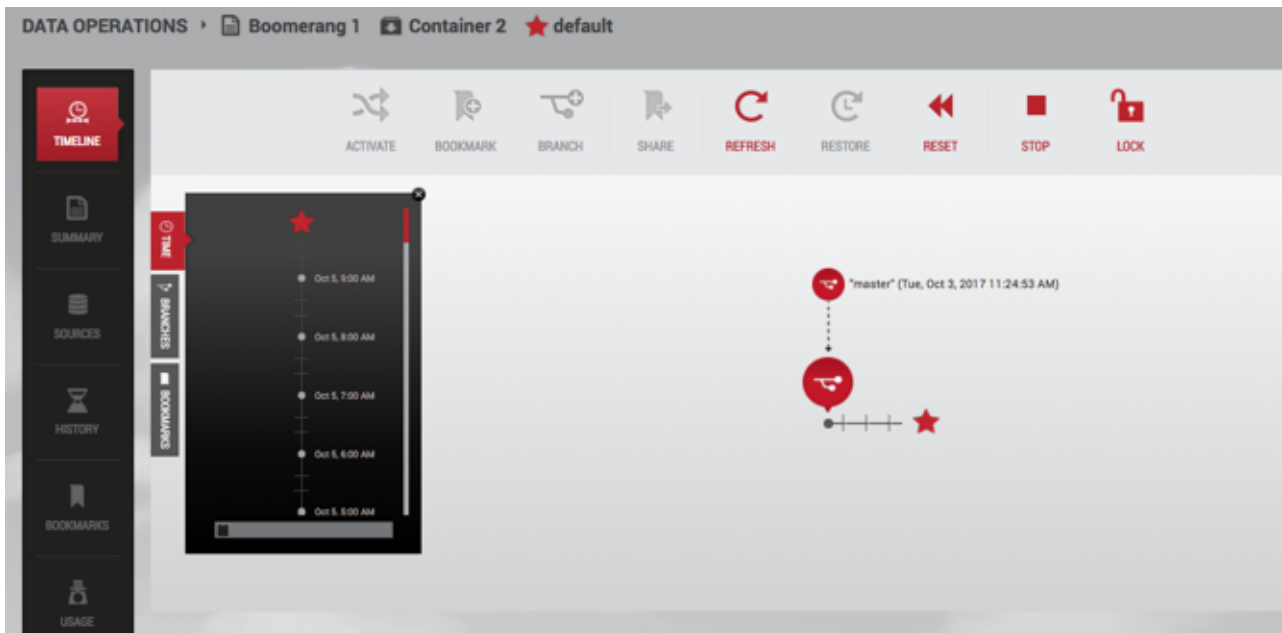 DATA OPERATIONS Boomerang 1 Container 2 default
TIMELINE
SUMMARY
SOURCES
HISTORY
BOOKMARKS
USAGE
ACTIVATE BOOKMARK BRANCH SHARE REFRESH RESTORE RESET STOP LOCK
TIME
BRANCHES
BOOKMARKS
Oct 5, 9:00 AM
Oct 5, 8:00 AM
Oct 5, 7:00 AM
Oct 5, 6:00 AM
Oct 5, 5:00 AM
"master" (Tue, Oct 3, 2017 11:24:53 AM)